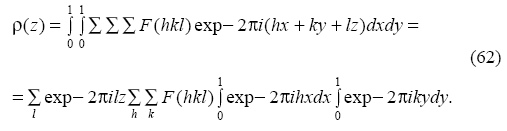 ρ(z) = ∫₀¹ ∫₀¹ ∑ ∑ ∑ F(hkl) exp− 2πi(hx + ky + lz)dxdy =
(62)
= ∑ₗ exp− 2πilz ∑ₕ ∑ₖ F(hkl) ∫₀¹ exp− 2πihxdx ∫₀¹ exp− 2πikydy.